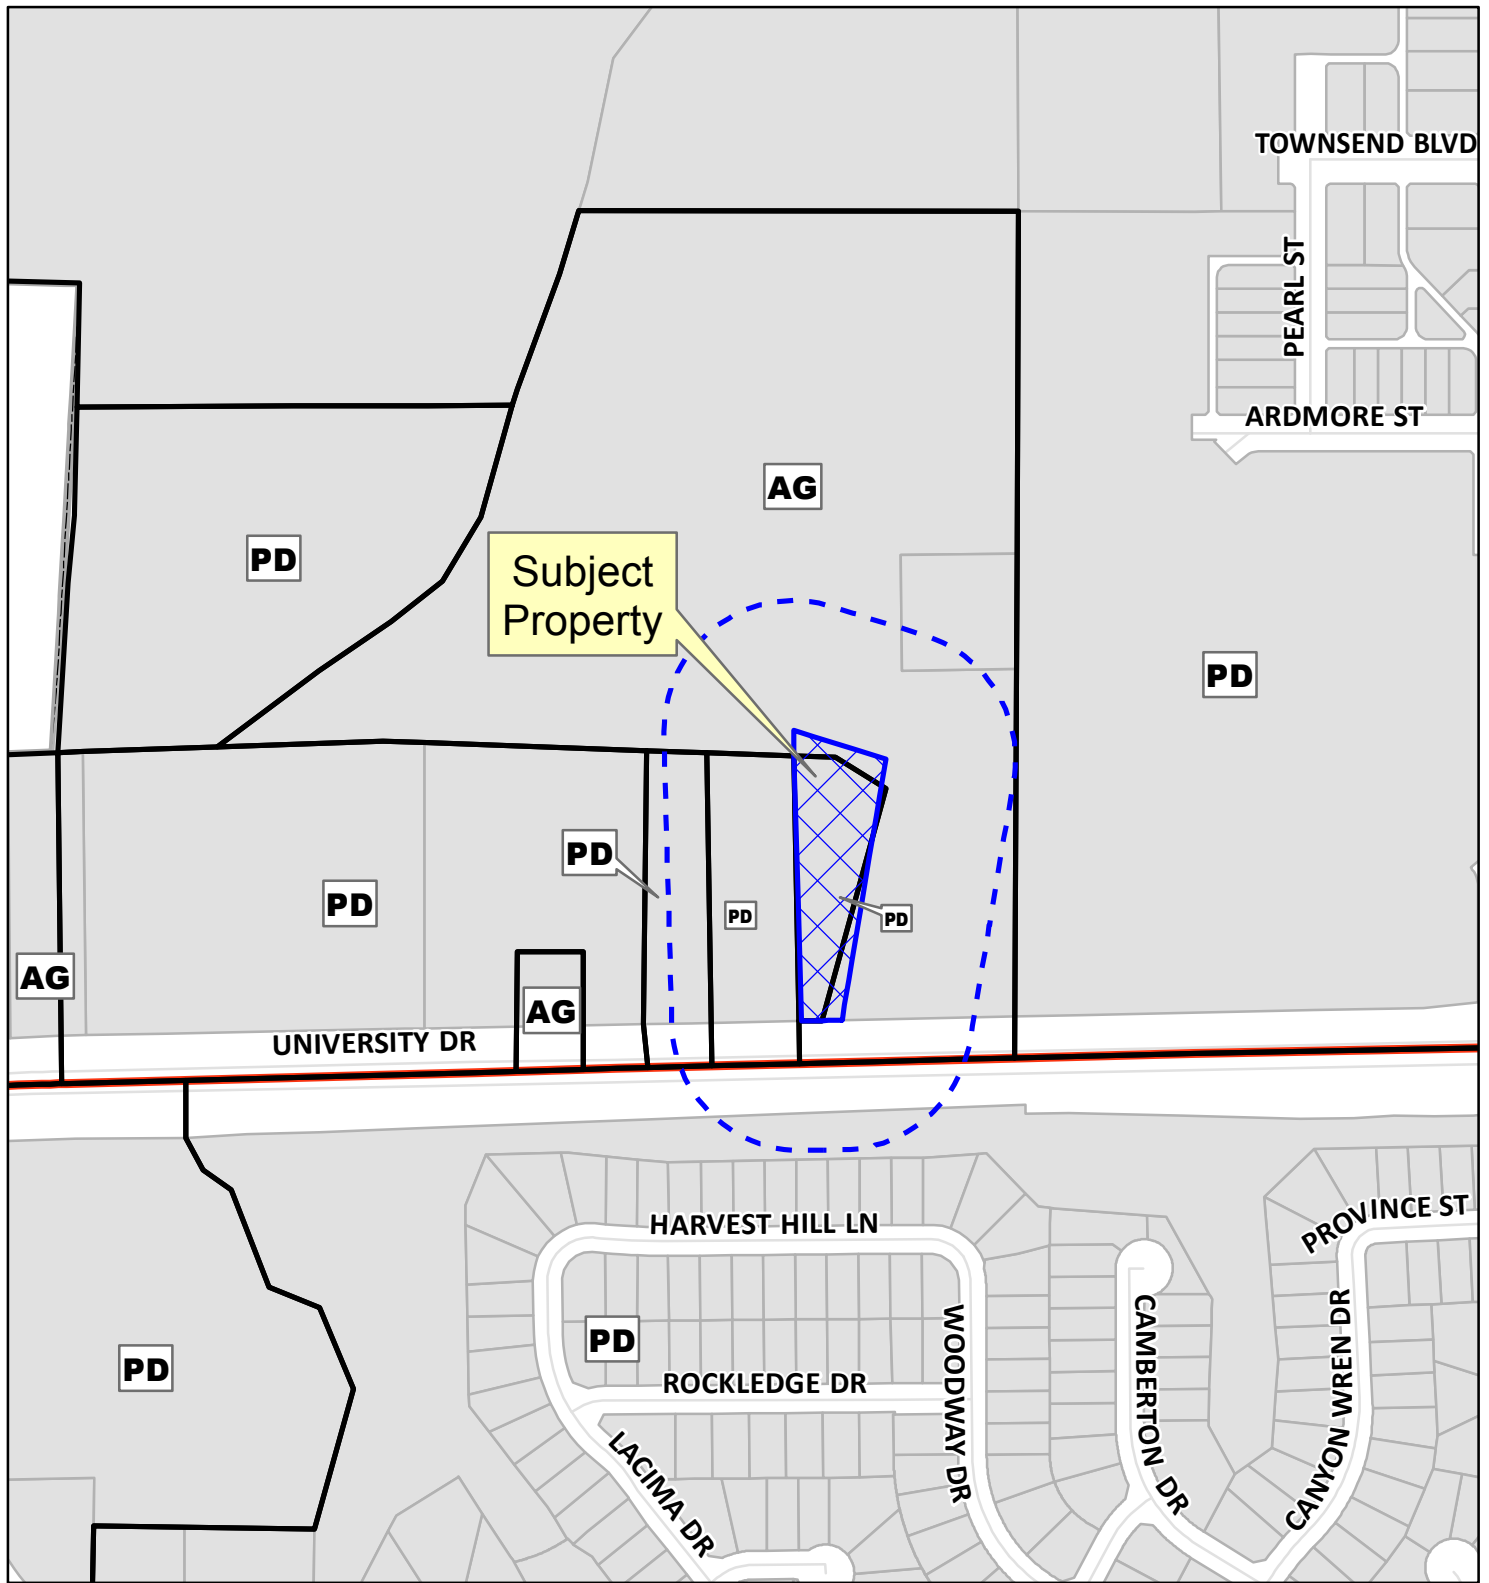 TOWNSEND BLVD
PEARL ST
ARDMORE ST
AG
PD
Subject
Property
PD
PD
PD
PD
PD
AG
AG
UNIVERSITY DR
HARVEST HILL LN
PROVINCE ST
WOODWAY DR
CAMBERTON DR
CANYON WREN DR
PD
PD
ROCKLEDGE DR
LACIMA DR